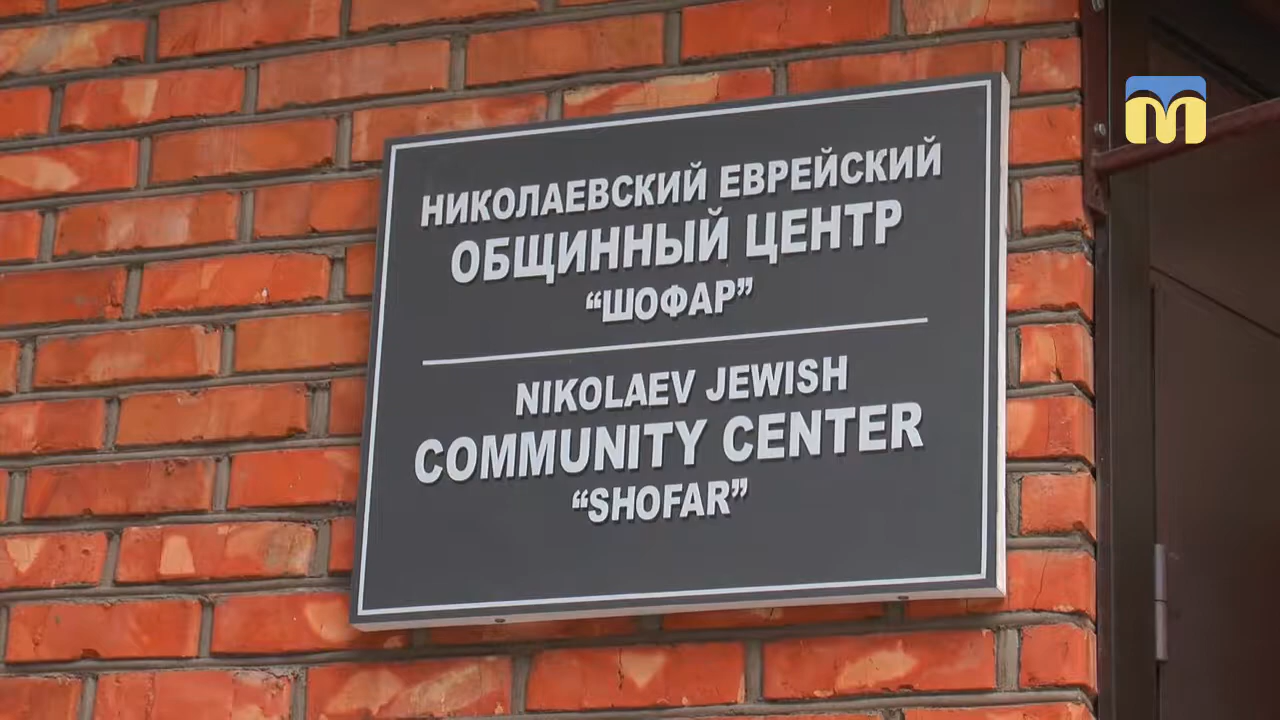 НИКОЛАЕВСКИЙ ЕВРЕЙСКИЙ
ОБЩИННЫЙ ЦЕНТР
“ШОФАР”
NIKOLAEV JEWISH
COMMUNITY CENTER
“SHOFAR”
М